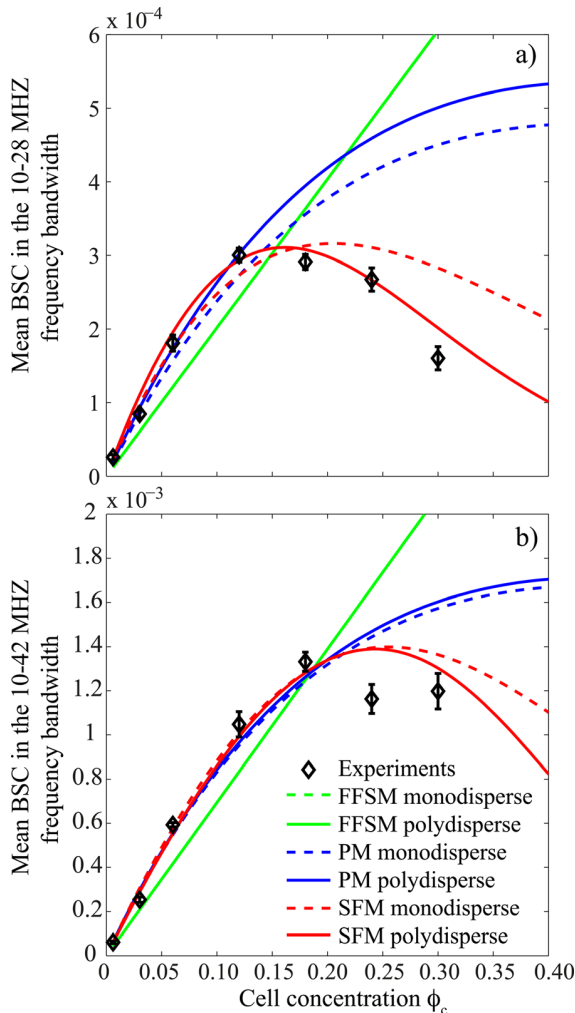 x 10⁻⁴
a)
6
5
4
3
2
1
0
Mean BSC in the 10-28 MHZ
frequency bandwidth
x 10⁻³
b)
2
1.8
1.6
1.4
1.2
1
0.8
0.6
0.4
0.2
0
Mean BSC in the 10-42 MHZ
frequency bandwidth
Experiments
FFSM monodisperse
FFSM polydisperse
PM monodisperse
PM polydisperse
SFM monodisperse
SFM polydisperse
0.05 0.10 0.15 0.20 0.25 0.30 0.35 0.40
Cell concentration ϕc